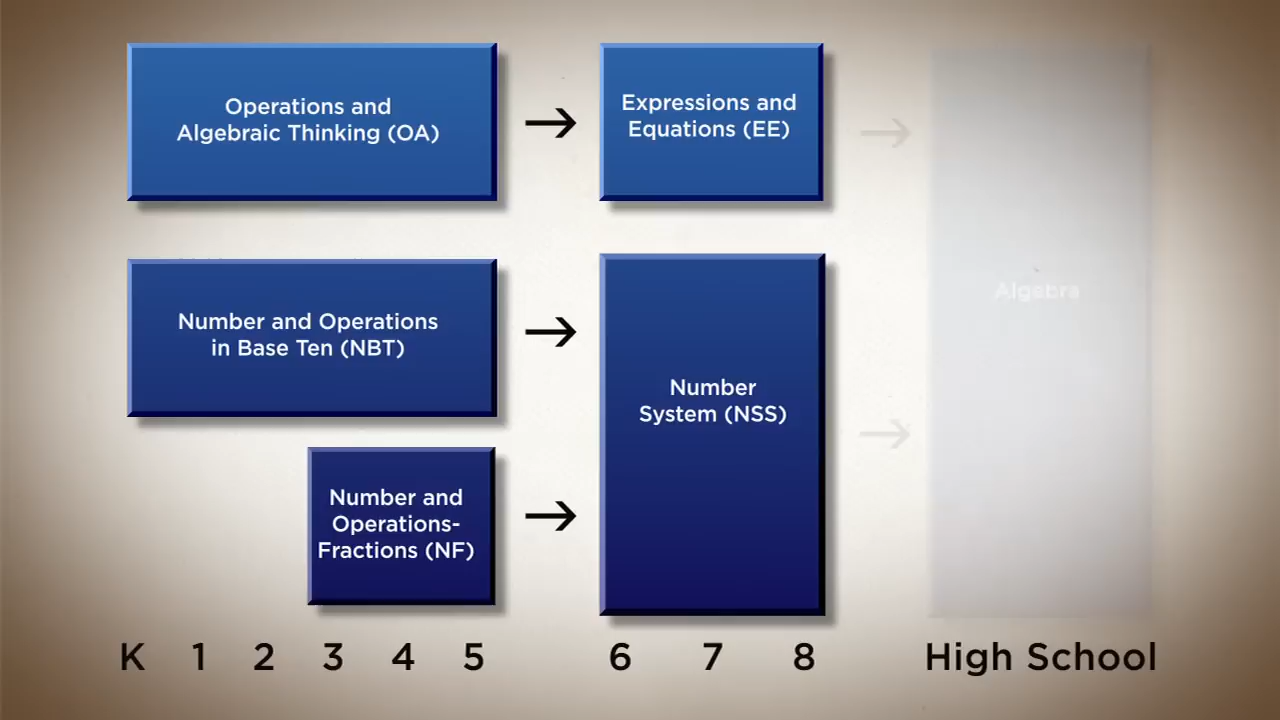 Operations and
Algebraic Thinking (OA)
Expressions and
Equations (EE)
Algebra
Number and Operations
in Base Ten (NBT)
Number
System (NSS)
Number and
Operations-
Fractions (NF)
K 1 2 3 4 5 6 7 8 High School